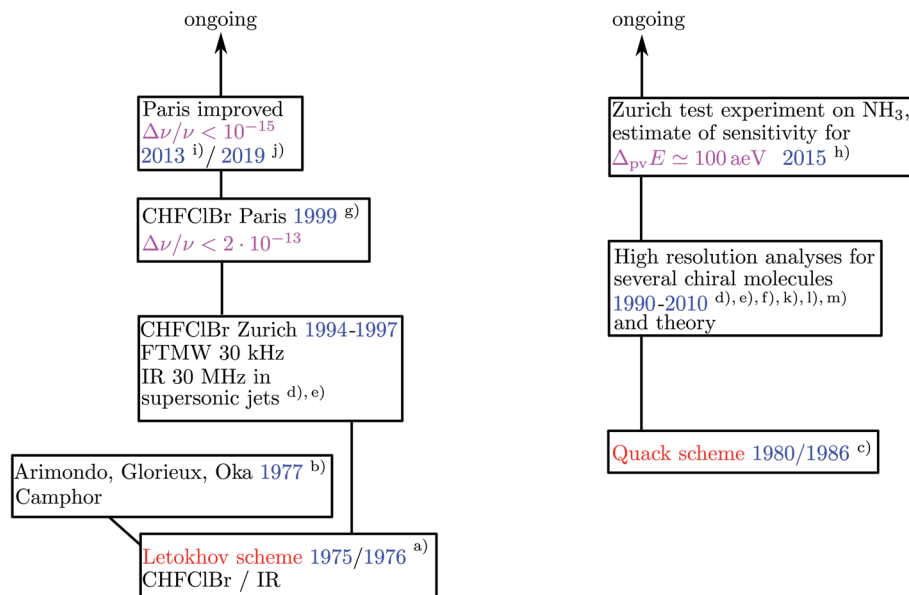 ongoing
Paris improved
Δν/ν < 10⁻¹⁵
2013 i)/ 2019 j)
CHFClBr Paris 1999 g)
Δν/ν < 2 · 10⁻¹³
CHFClBr Zurich 1994-1997
FTMW 30 kHz
IR 30 MHz in
supersonic jets d), e)
Arimondo, Glorieux, Oka 1977 b)
Camphor
Letokhov scheme 1975/1976 a)
CHFClBr / IR
ongoing
Zurich test experiment on NH₃,
estimate of sensitivity for
ΔpvE ≃ 100 aeV 2015 h)
High resolution analyses for
several chiral molecules
1990-2010 d), e), f), k), l), m)
and theory
Quack scheme 1980/1986 c)